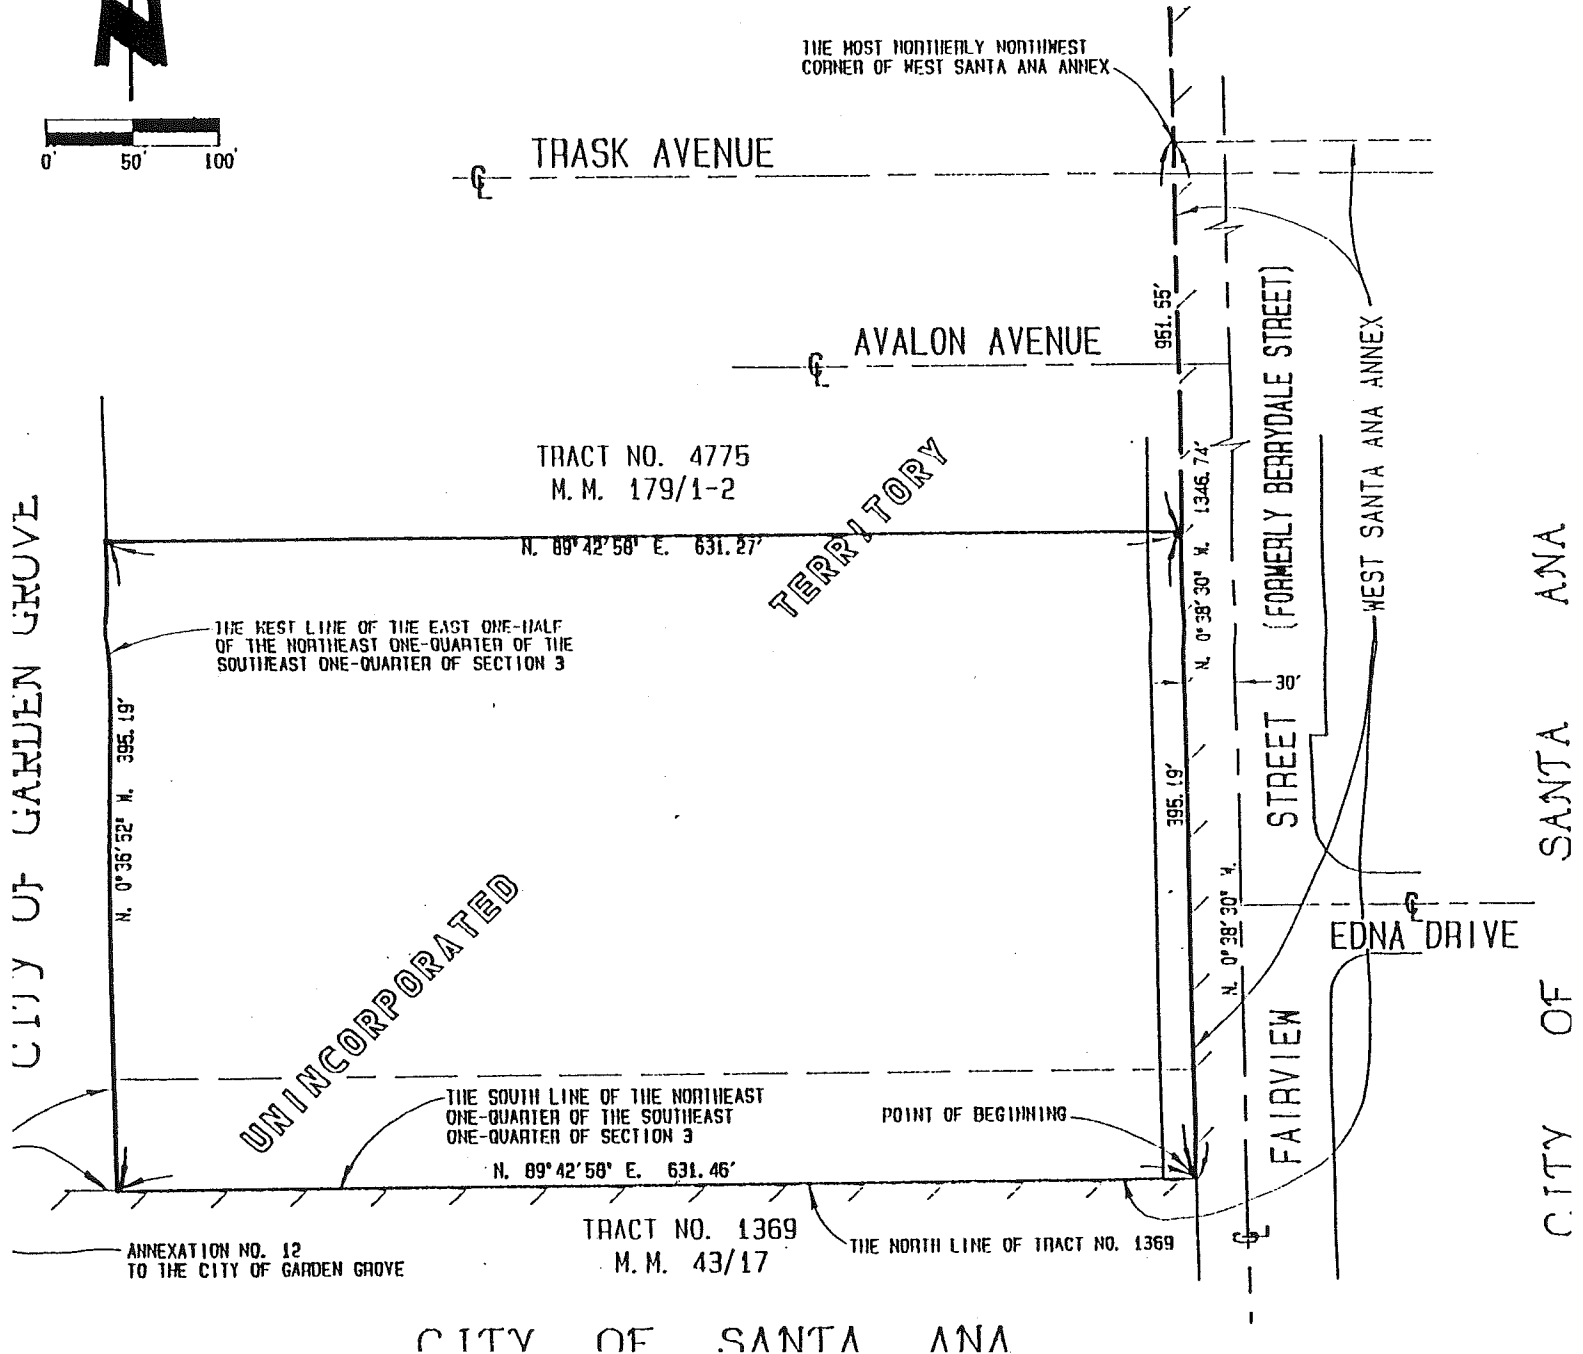 N
0' 50' 100'
THE MOST NORTHERLY NORTHWEST
CORNER OF WEST SANTA ANA ANNEX
TRASK AVENUE
AVALON AVENUE
961.55'
TRACT NO. 4775
M.M. 179/1-2
N. 89°42'58" E. 631.27'
UNINCORPORATED TERRITORY
THE WEST LINE OF THE EAST ONE-HALF
OF THE NORTHEAST ONE-QUARTER OF THE
SOUTHEAST ONE-QUARTER OF SECTION 3
N. 0°36'52" W. 395.19'
CITY OF GARDEN GROVE
N. 0°38'30" W. 1346.74'
30'
395.19'
N. 0°38'30" W.
FAIRVIEW STREET (FORMERLY BERRYDALE STREET)
WEST SANTA ANA ANNEX
EDNA DRIVE
CITY OF SANTA ANA
THE SOUTH LINE OF THE NORTHEAST
ONE-QUARTER OF THE SOUTHEAST
ONE-QUARTER OF SECTION 3
POINT OF BEGINNING
N. 89°42'58" E. 631.46'
TRACT NO. 1369
M.M. 43/17
THE NORTH LINE OF TRACT NO. 1369
ANNEXATION NO. 12
TO THE CITY OF GARDEN GROVE
CITY OF SANTA ANA